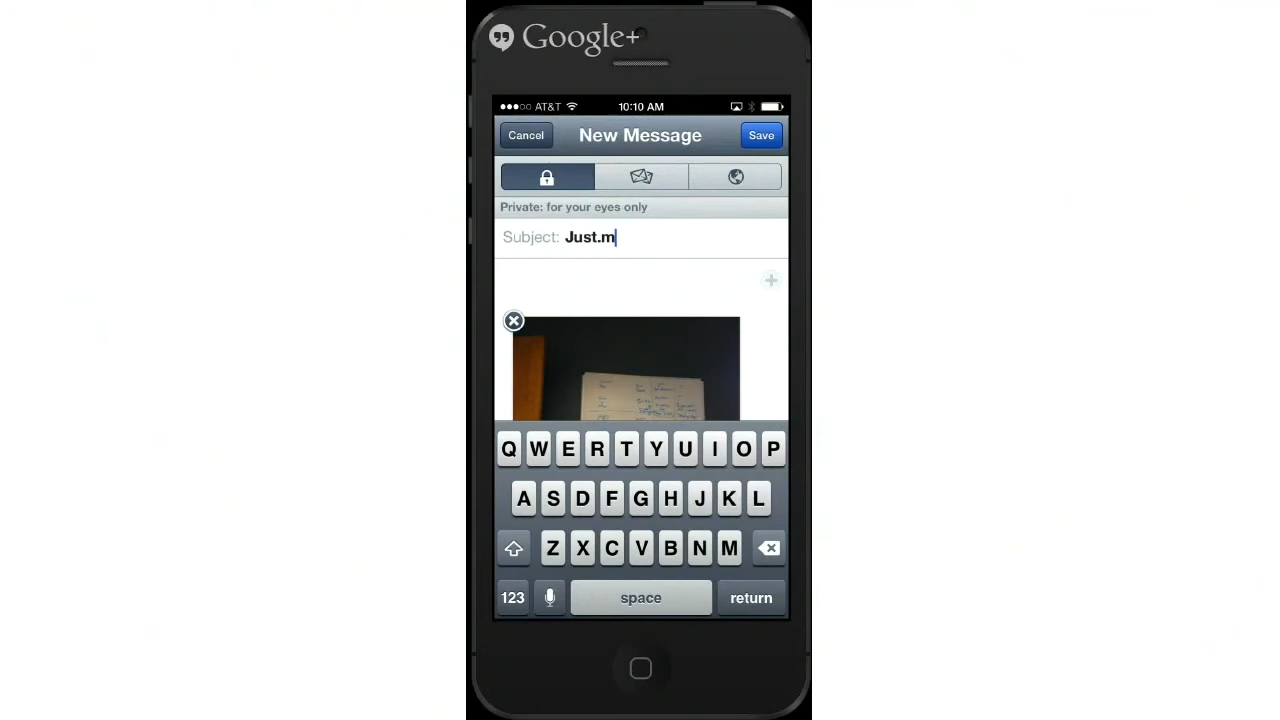 Google+
AT&T 10:10 AM
Cancel New Message Save
Private: for your eyes only
Subject: Just.m
Q W E R T Y U I O P
A S D F G H J K L
Z X C V B N M
123 space return